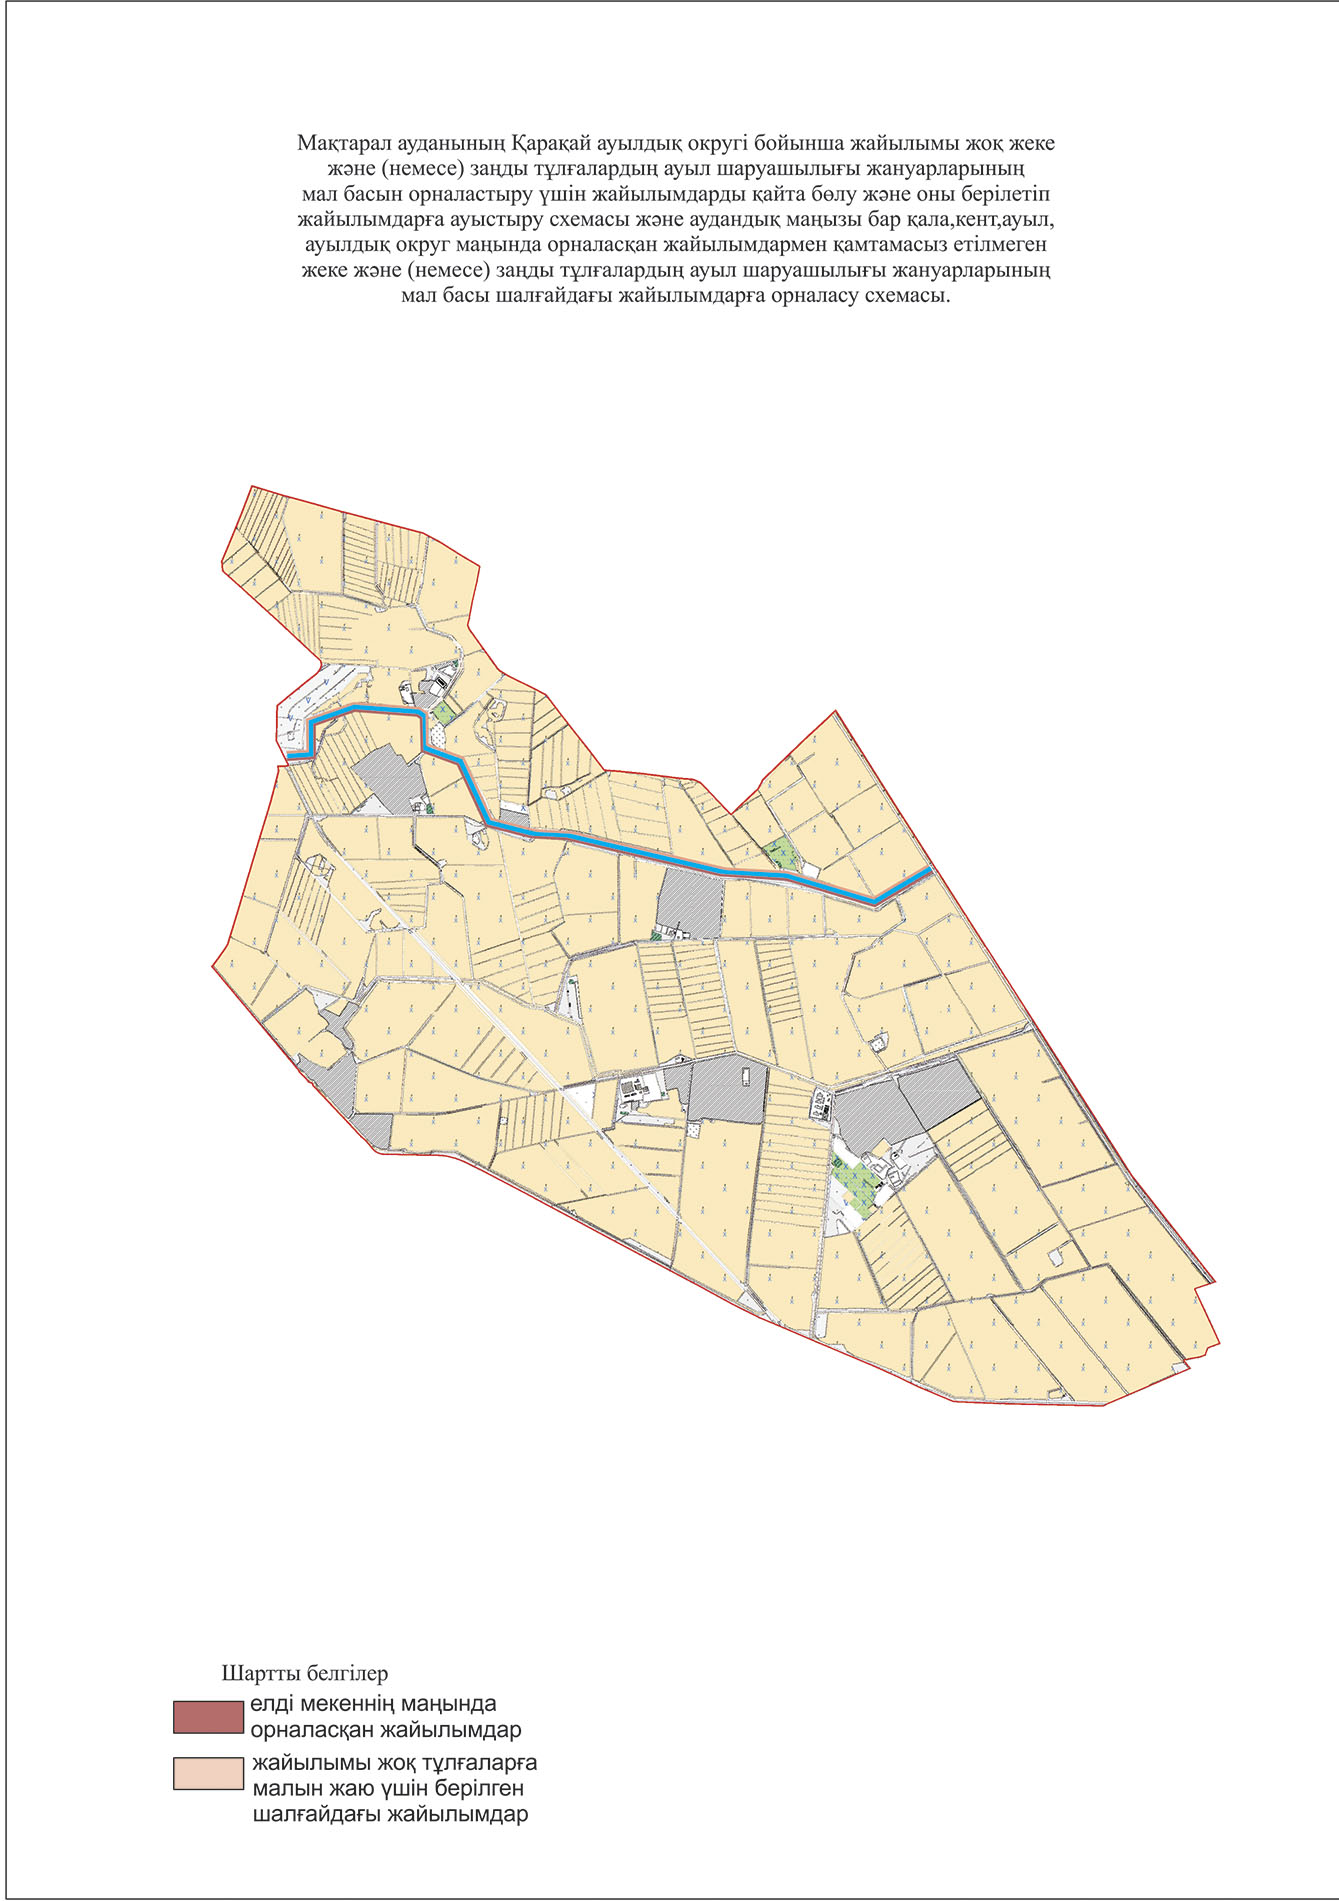 Мақтарал ауданының Қарақай ауылдық округі бойынша жайылымы жоқ жеке
және (немесе) заңды тұлғалардың ауыл шаруашылығы жануарларының
мал басын орналастыру үшін жайылымдарды қайта бөлу және оны берілетіп
жайылымдарға ауыстыру схемасы және аудандық маңызы бар қала,кент,ауыл,
ауылдық округ маңында орналасқан жайылымдармен қамтамасыз етілмеген
жеке және (немесе) заңды тұлғалардың ауыл шаруашылығы жануарларының
мал басы шалғайдағы жайылымдарға орналасу схемасы.
Шартты белгілер
елді мекеннің маңында
орналасқан жайылымдар
жайылымы жоқ тұлғаларға
малын жаю үшін берілген
шалғайдағы жайылымдар